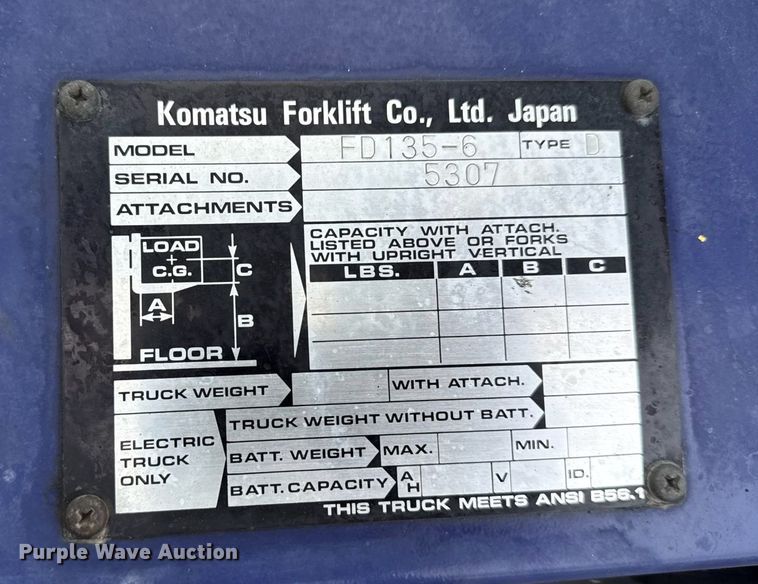 Komatsu Forklift Co., Ltd. Japan
MODEL FD135-6 TYPE D
SERIAL NO. 5307
ATTACHMENTS
LOAD
C.G.
A
B
C
FLOOR
CAPACITY WITH ATTACH.
LISTED ABOVE OR FORKS
WITH UPRIGHT VERTICAL
LBS. A B C
TRUCK WEIGHT WITH ATTACH.
ELECTRIC
TRUCK
ONLY
TRUCK WEIGHT WITHOUT BATT.
BATT. WEIGHT MAX. MIN.
BATT. CAPACITY AH V ID.
THIS TRUCK MEETS ANSI B56.1
Purple Wave Auction